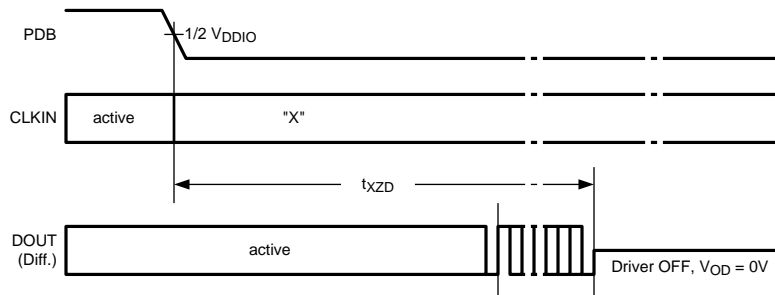 PDB
1/2 VDDIO
CLKIN
active
"X"
tXZD
DOUT
(Diff.)
active
Driver OFF, VOD = 0V